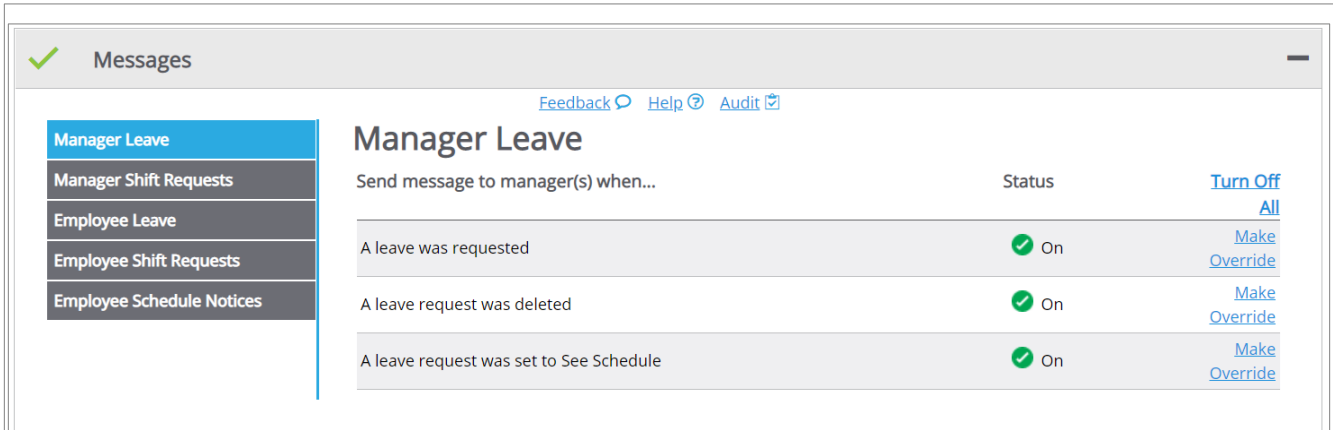 Messages
Feedback Help Audit
Manager Leave
Manager Shift Requests
Employee Leave
Employee Shift Requests
Employee Schedule Notices
Manager Leave
Send message to manager(s) when... Status Turn Off
All
A leave was requested On Make
Override
A leave request was deleted On Make
Override
A leave request was set to See Schedule On Make
Override